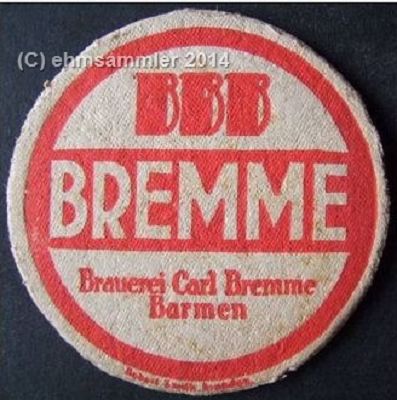 (C) ehmsammler 2014
BBB
BREMME
Brauerei Carl Bremme
Barmen